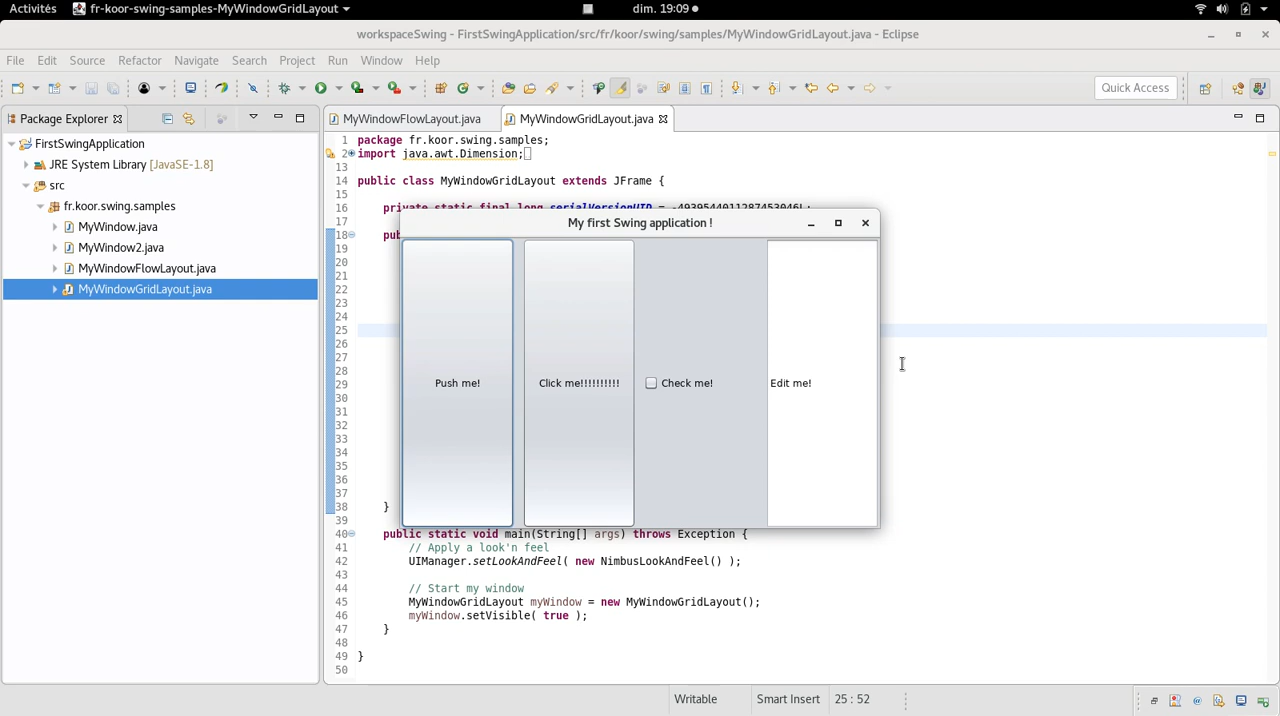 Activités fr-koor-swing-samples-MyWindowGridLayout dim. 19:09
workspaceSwing - FirstSwingApplication/src/fr/koor/swing/samples/MyWindowGridLayout.java - Eclipse
File Edit Source Refactor Navigate Search Project Run Window Help
Quick Access
Package Explorer
FirstSwingApplication
JRE System Library [JavaSE-1.8]
src
fr.koor.swing.samples
MyWindow.java
MyWindow2.java
MyWindowFlowLayout.java
MyWindowGridLayout.java
MyWindowFlowLayout.java MyWindowGridLayout.java
1 package fr.koor.swing.samples;
2 import java.awt.Dimension;
13
14 public class MyWindowGridLayout extends JFrame {
15
16 private static final long serialVersionUID = -4939544011287453046L;
17
18 pu
19
20
21
22
23
24
25
26
27
28
29
30
31
32
33
34
35
36
37
38 }
39
40 public static void main(String[] args) throws Exception {
41 // Apply a look'n feel
42 UIManager.setLookAndFeel( new NimbusLookAndFeel() );
43
44 // Start my window
45 MyWindowGridLayout myWindow = new MyWindowGridLayout();
46 myWindow.setVisible( true );
47 }
48
49 }
50
My first Swing application !
Push me! Click me!!!!!!!!!! Check me! Edit me!
Writable Smart Insert 25 : 52